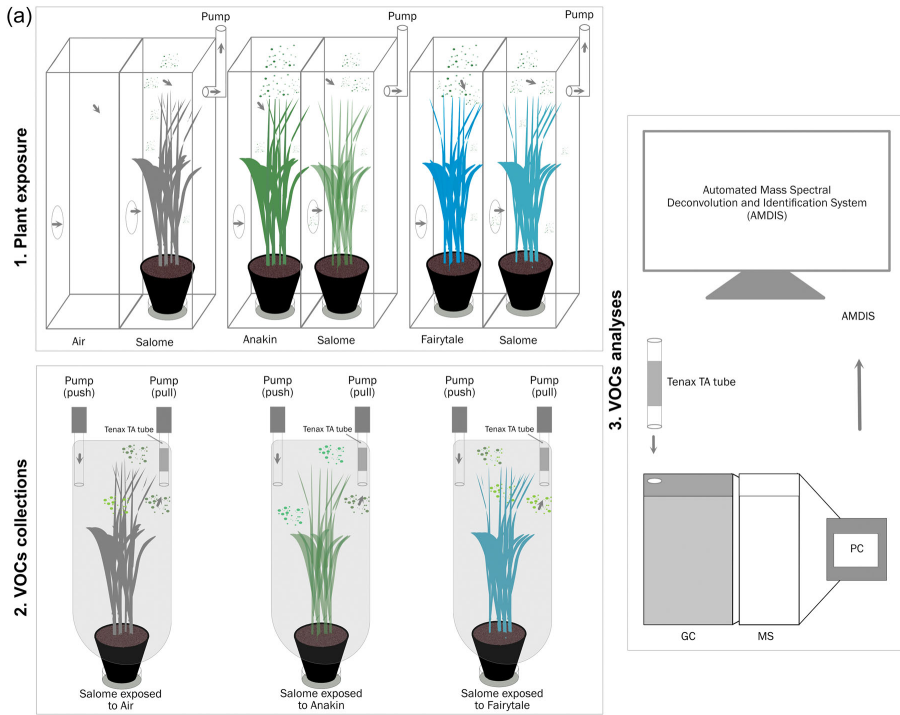 (a)
1. Plant exposure
Pump
Pump
Pump
Air
Salome
Anakin
Salome
Fairytale
Salome
2. VOCs collections
Pump
(push)
Pump
(pull)
Tenax TA tube
Salome exposed
to Air
Pump
(push)
Pump
(pull)
Tenax TA tube
Salome exposed
to Anakin
Pump
(push)
Pump
(pull)
Tenax TA tube
Salome exposed
to Fairytale
3. VOCs analyses
Automated Mass Spectral
Deconvolution and Identification System
(AMDIS)
AMDIS
Tenax TA tube
PC
GC
MS